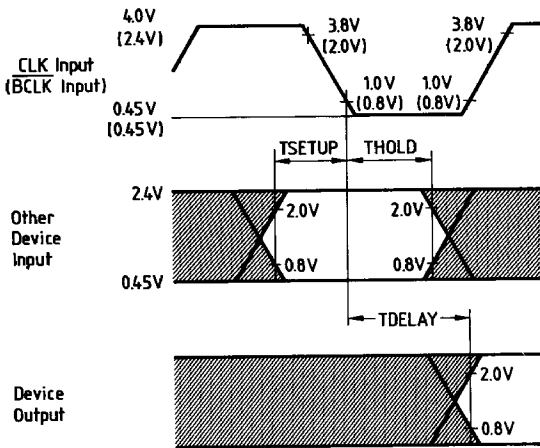 4.0V
(2.4V)
3.8V
(2.0V)
3.8V
(2.0V)
CLK Input
(BCLK Input)
1.0V
(0.8V)
1.0V
(0.8V)
0.45V
(0.45V)
TSETUP
THOLD
2.4V
2.0V
2.0V
Other
Device
Input
0.8V
0.8V
0.45V
TDELAY
2.0V
Device
Output
0.8V